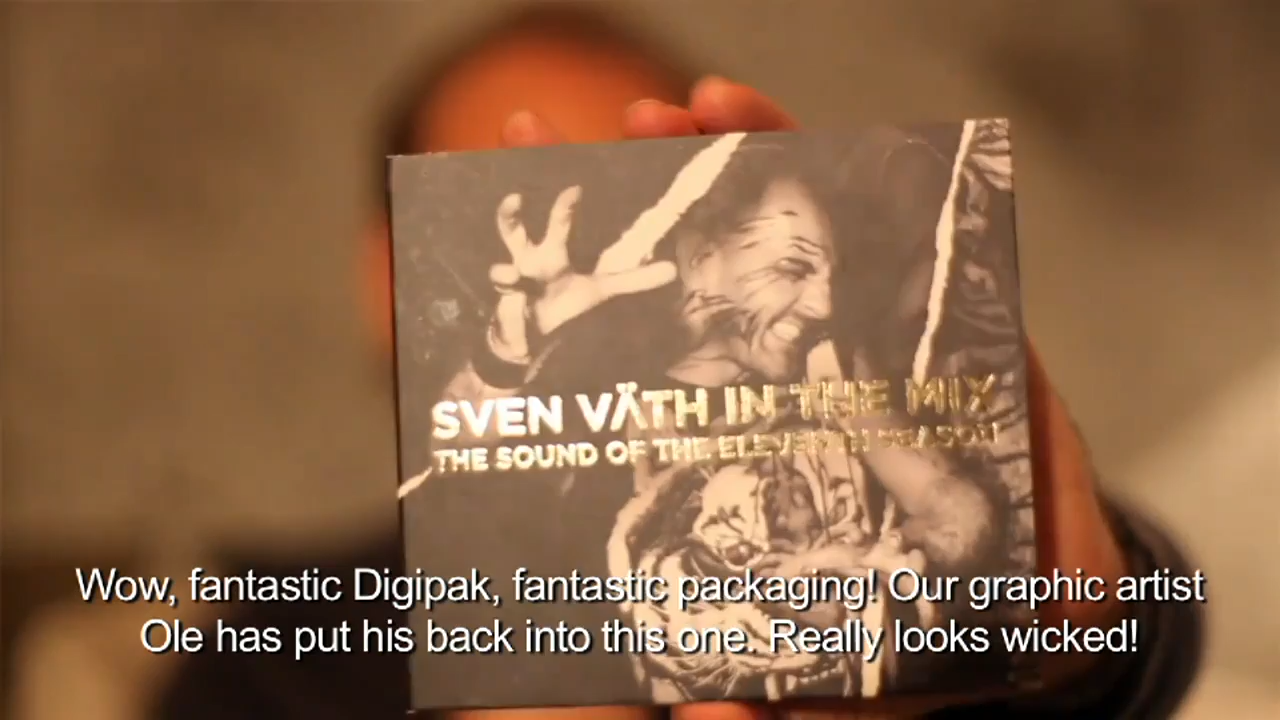 SVEN VÄTH IN THE MIX
THE SOUND OF THE ELEVENTH SEASON
Wow, fantastic Digipak, fantastic packaging! Our graphic artist
Ole has put his back into this one. Really looks wicked!